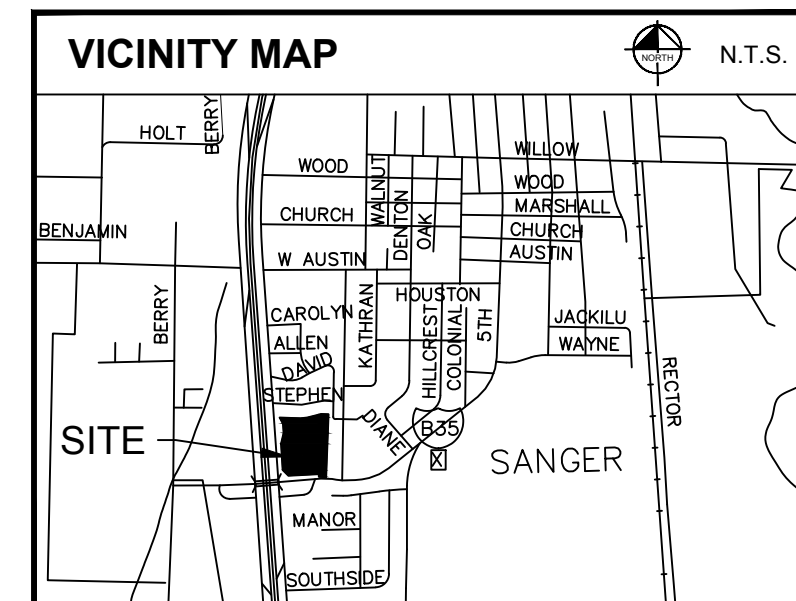 VICINITY MAP
NORTH
N.T.S.
HOLT
BERRY
WOOD
WALNUT
WILLOW
WOOD
CHURCH
DENTON
OAK
MARSHALL
BENJAMIN
CHURCH
W AUSTIN
AUSTIN
BERRY
CAROLYN
KATHRAN
HOUSTON
HILLCREST
COLONIAL
5TH
JACKILU
ALLEN
WAYNE
DAVID
RECTOR
STEPHEN
SITE
DIANE
B35
X
SANGER
MANOR
SOUTHSIDE